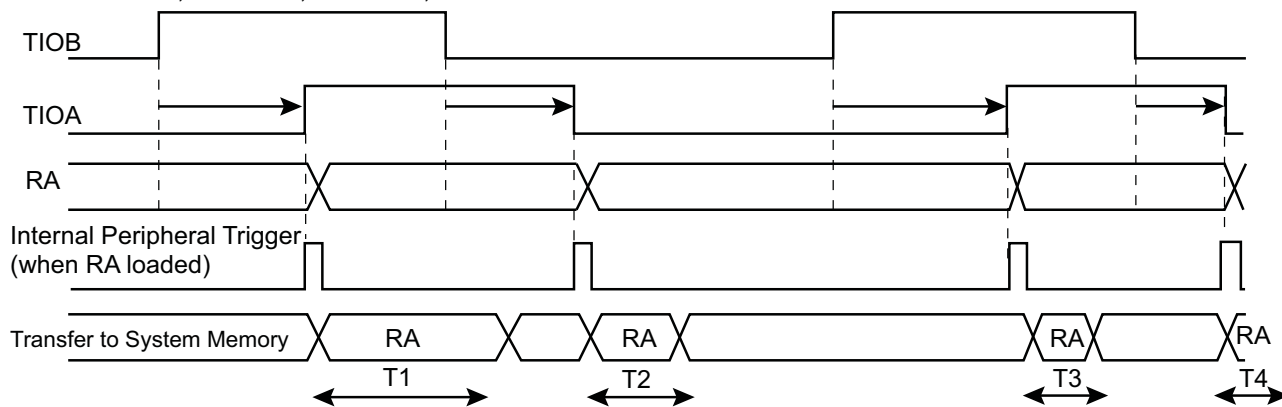 TIOB
TIOA
RA
Internal Peripheral Trigger
(when RA loaded)
Transfer to System Memory RA RA RA RA
T1 T2 T3 T4